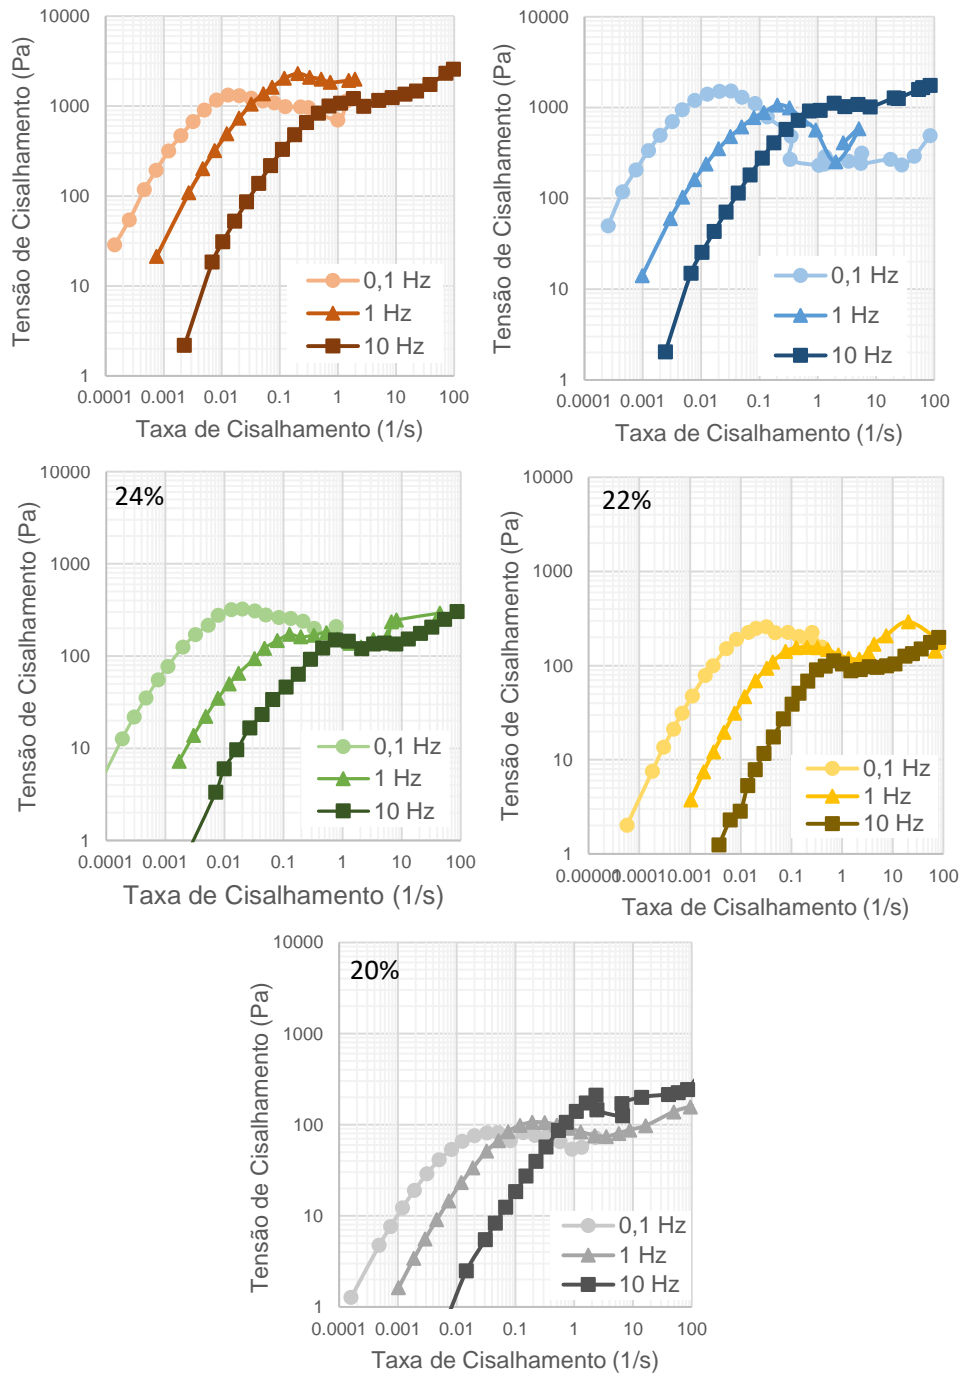 10000
1000
100
10
1
Tensão de Cisalhamento (Pa)
0,1 Hz
1 Hz
10 Hz
0.0001 0.001 0.01 0.1 1 10 100
Taxa de Cisalhamento (1/s)
10000
1000
100
10
1
Tensão de Cisalhamento (Pa)
0,1 Hz
1 Hz
10 Hz
0.0001 0.001 0.01 0.1 1 10 100
Taxa de Cisalhamento (1/s)
24%
10000
1000
100
10
1
Tensão de Cisalhamento (Pa)
0,1 Hz
1 Hz
10 Hz
0.0001 0.001 0.01 0.1 1 10 100
Taxa de Cisalhamento (1/s)
22%
10000
1000
100
10
1
Tensão de Cisalhamento (Pa)
0,1 Hz
1 Hz
10 Hz
0.001 0.01 0.1 1 10 100
Taxa de Cisalhamento (1/s)
20%
10000
1000
100
10
1
Tensão de Cisalhamento (Pa)
0,1 Hz
1 Hz
10 Hz
0.0001 0.001 0.01 0.1 1 10 100
Taxa de Cisalhamento (1/s)